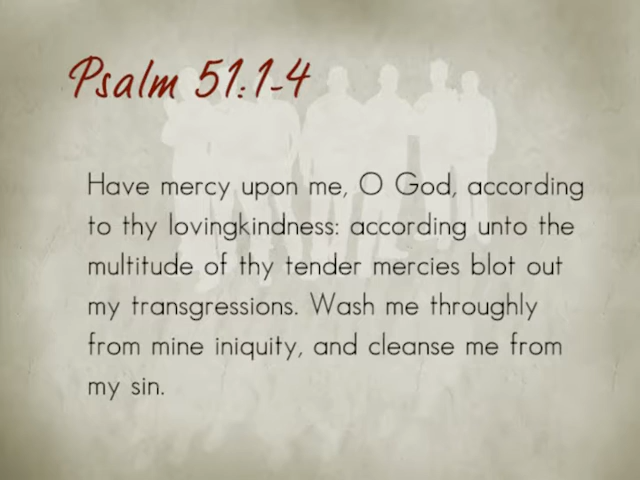 Psalm 51:1-4
Have mercy upon me, O God, according
to thy lovingkindness: according unto the
multitude of thy tender mercies blot out
my transgressions. Wash me throughly
from mine iniquity, and cleanse me from
my sin.